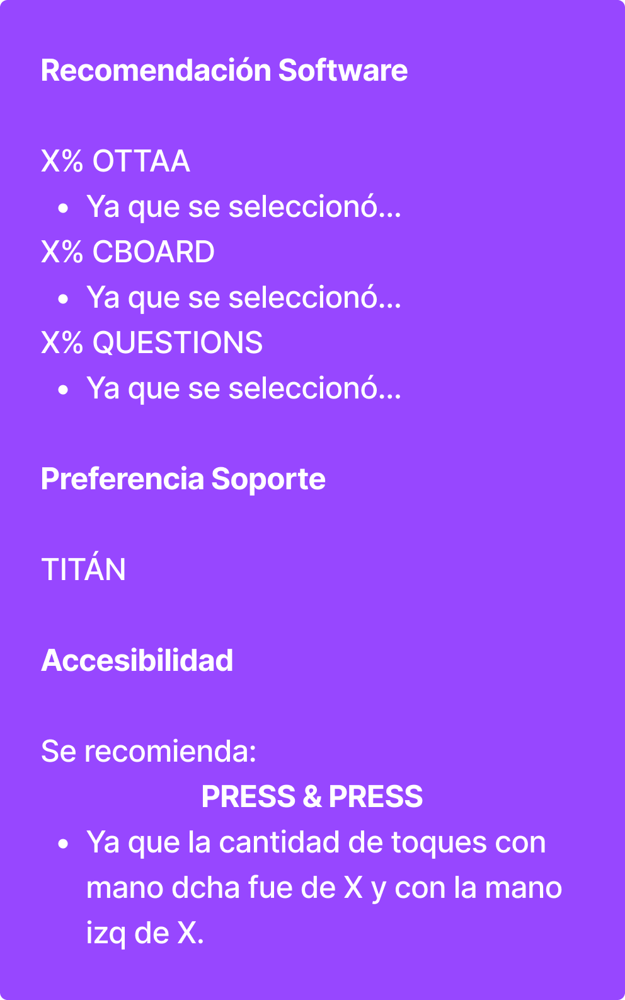 Recomendación Software
X% OTTAA
• Ya que se seleccionó...
X% CBOARD
• Ya que se seleccionó...
X% QUESTIONS
• Ya que se seleccionó...
Preferencia Soporte
TITÁN
Accesibilidad
Se recomienda:
PRESS & PRESS
• Ya que la cantidad de toques con
mano dcha fue de X y con la mano
izq de X.